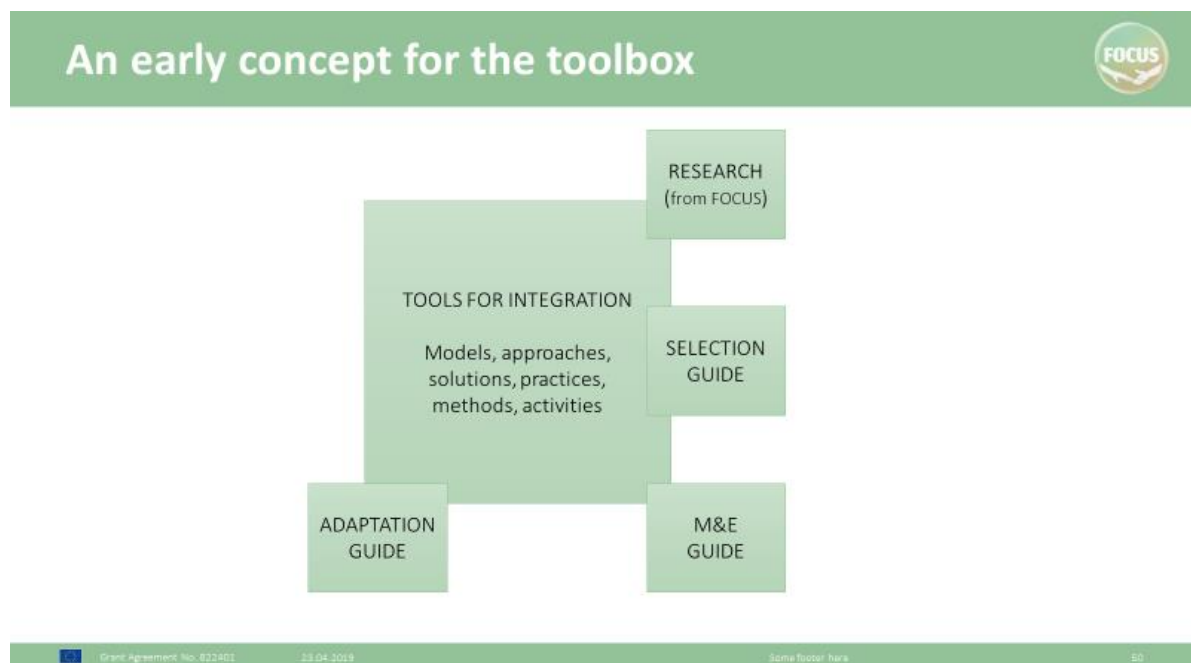 An early concept for the toolbox
FOCUS
RESEARCH
(from FOCUS)
TOOLS FOR INTEGRATION
Models, approaches,
solutions, practices,
methods, activities
SELECTION
GUIDE
ADAPTATION
GUIDE
M&E
GUIDE
Grant Agreement No. 822401
23.04.2019
Some footer here
50